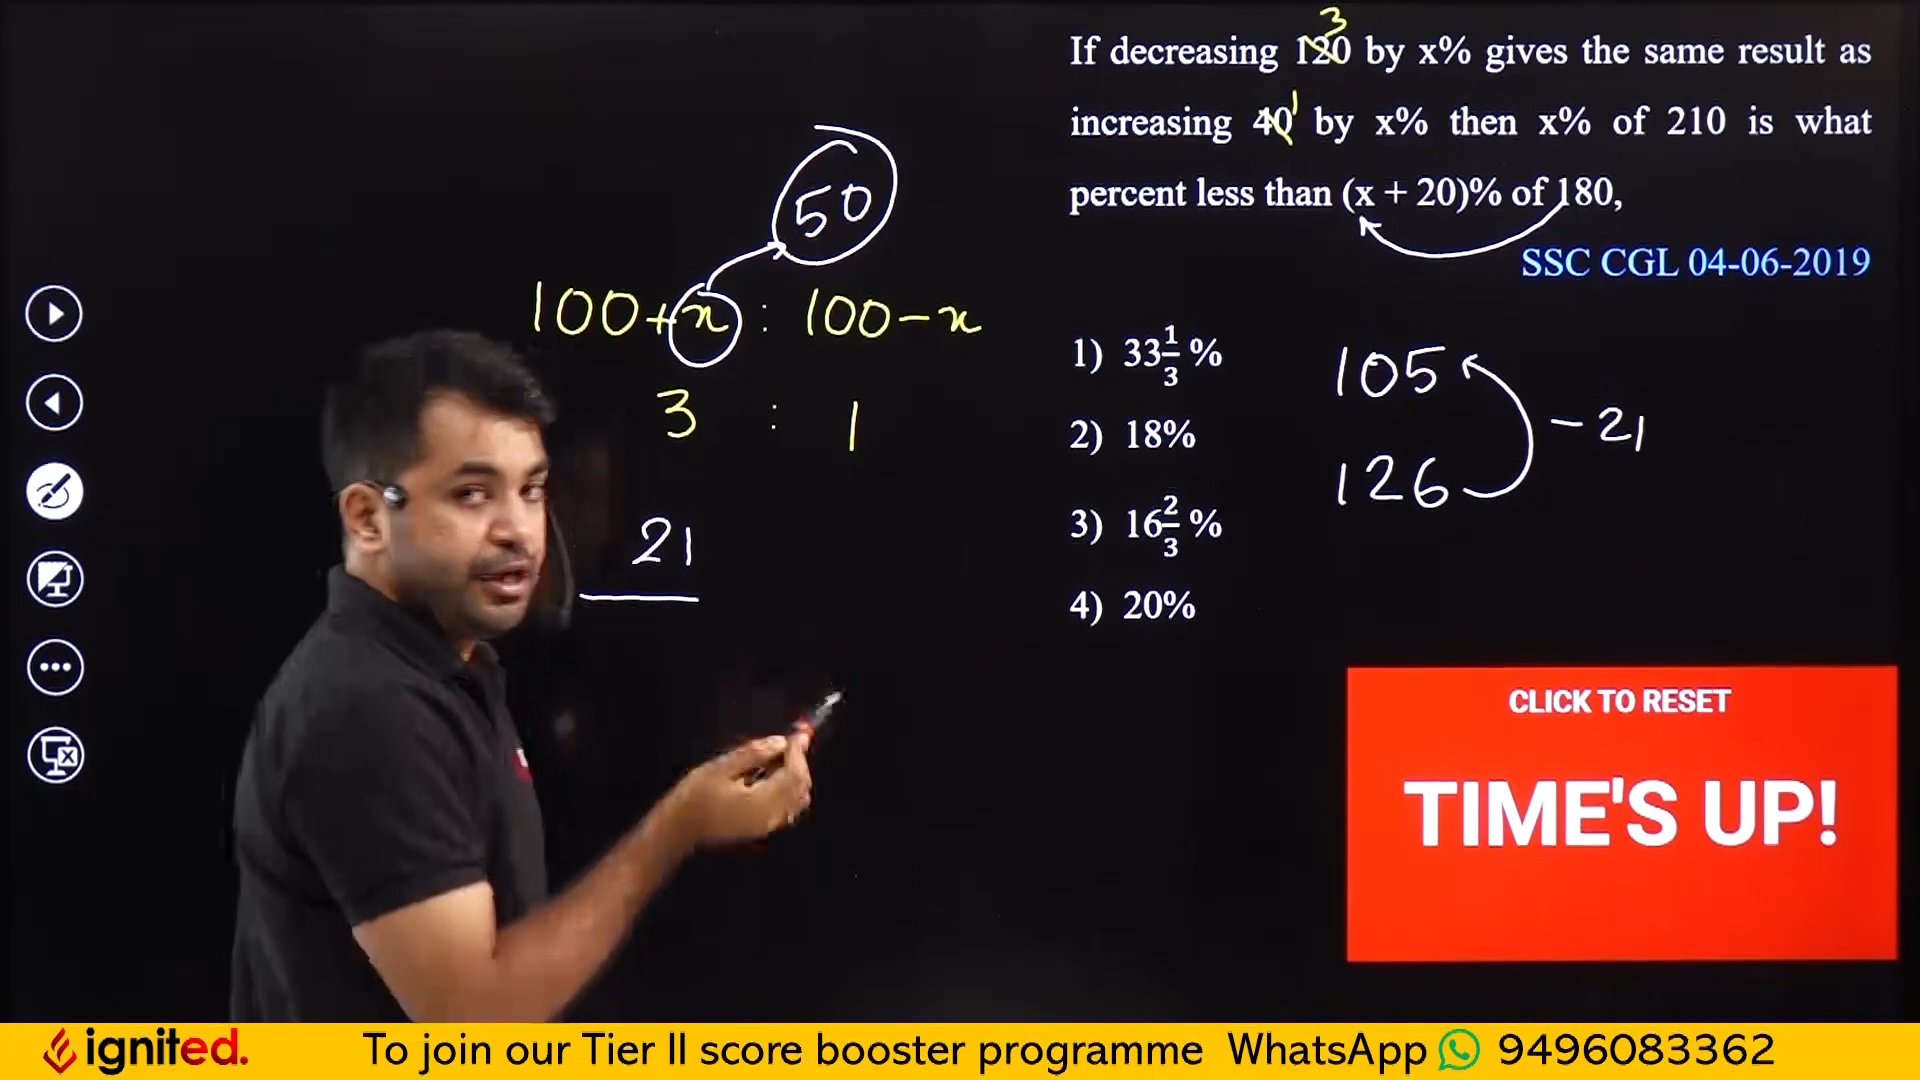 If decreasing 120 by x% gives the same result as
3
increasing 40 by x% then x% of 210 is what
1
percent less than (x + 20)% of 180,
SSC CGL 04-06-2019
50
100+x : 100-x
3 : 1
21
1) 33 1/3 %
2) 18%
3) 16 2/3 %
4) 20%
105
-21
126
CLICK TO RESET
TIME'S UP!
ignited.
To join our Tier II score booster programme WhatsApp 9496083362